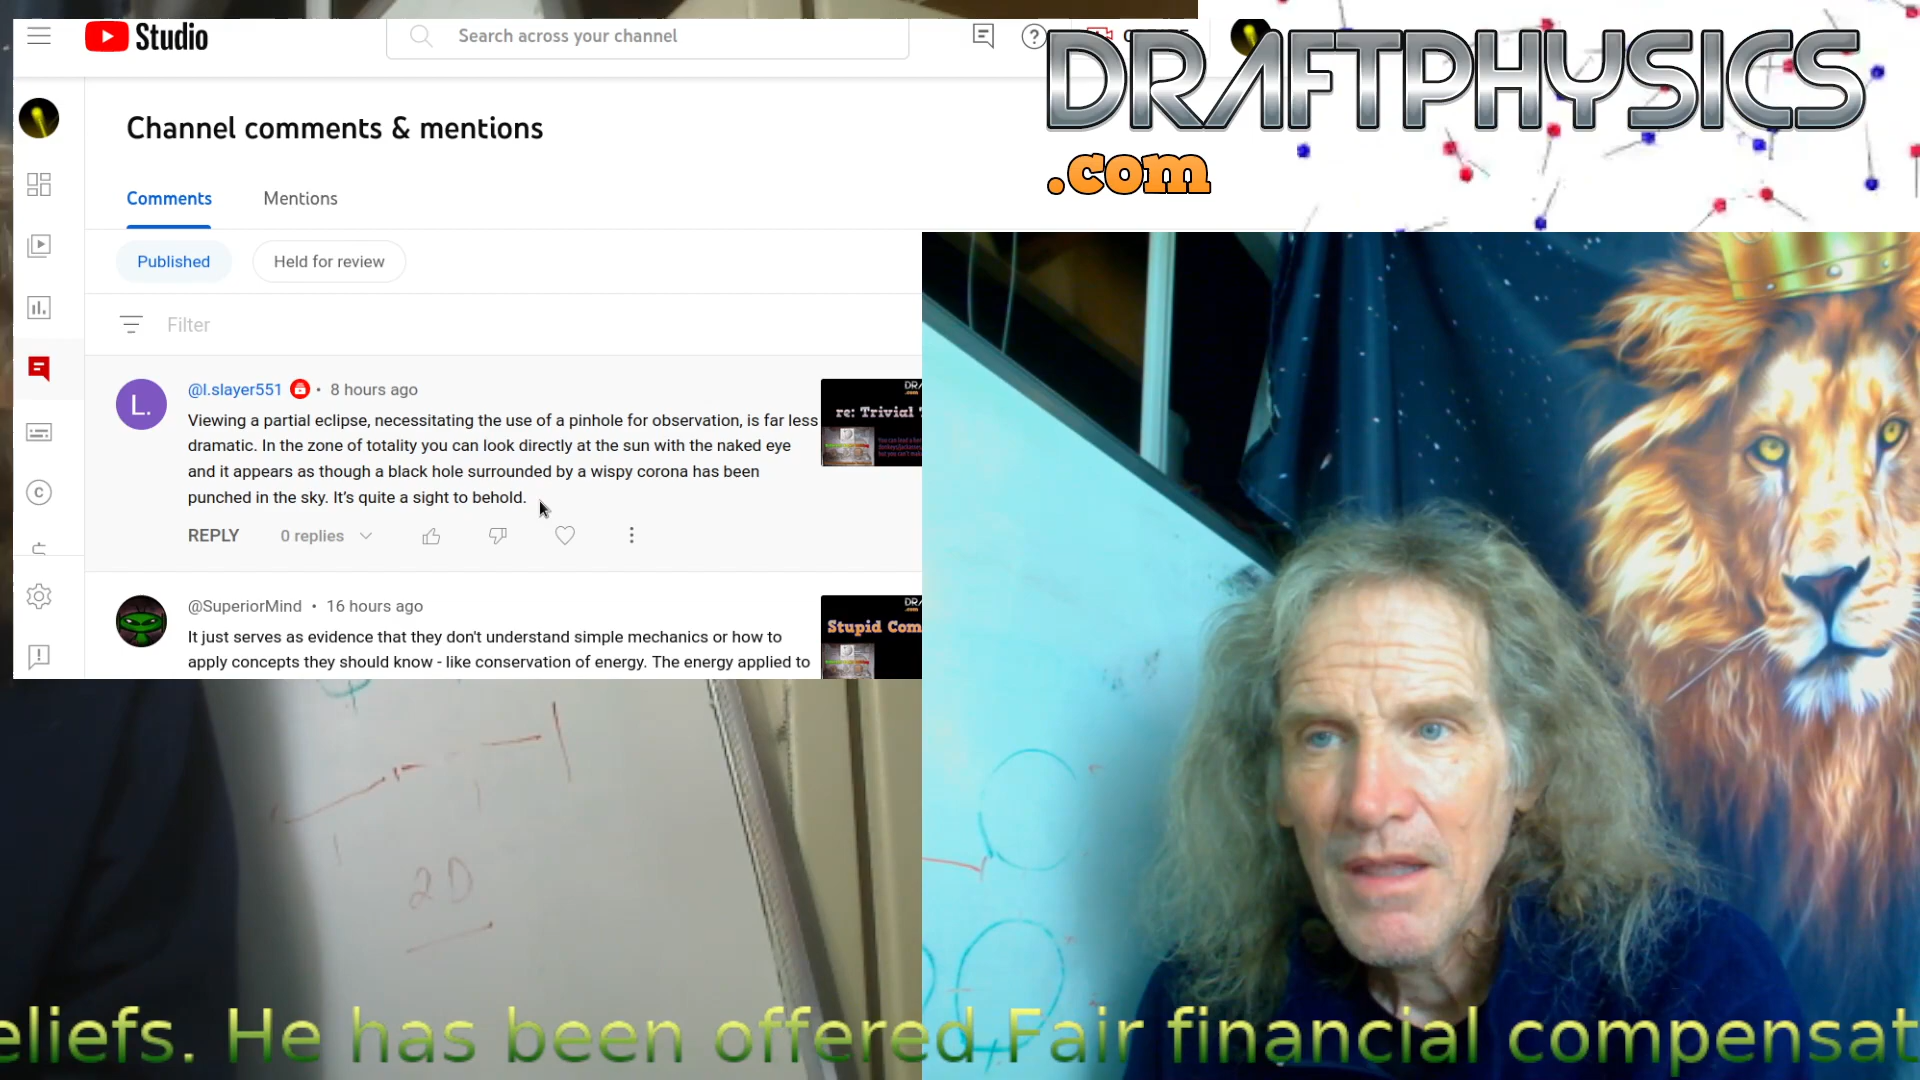 Studio
Search across your channel
DRAFTPHYSICS
.com
Channel comments & mentions
Comments
Mentions
Published
Held for review
Filter
L.
@l.slayer551 • 8 hours ago
Viewing a partial eclipse, necessitating the use of a pinhole for observation, is far less
dramatic. In the zone of totality you can look directly at the sun with the naked eye
and it appears as though a black hole surrounded by a wispy corona has been
punched in the sky. It's quite a sight to behold.
REPLY
0 replies
re: Trivial
@SuperiorMind • 16 hours ago
It just serves as evidence that they don't understand simple mechanics or how to
apply concepts they should know - like conservation of energy. The energy applied to
Stupid Com
2D
eliefs. He has been offered Fair financial compensat